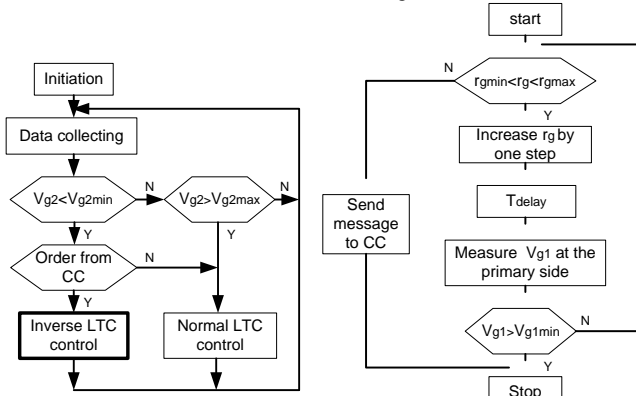 Initiation
Data collecting
Vg2<Vg2min
N
Vg2>Vg2max
N
Y
Y
Order from
CC
N
Y
Inverse LTC
control
Normal LTC
control
start
N
rgmin<rg<rgmax
Y
Increase rg by
one step
Tdelay
Send
message
to CC
Measure Vg1 at the
primary side
Vg1>Vg1min
N
Y
Stop